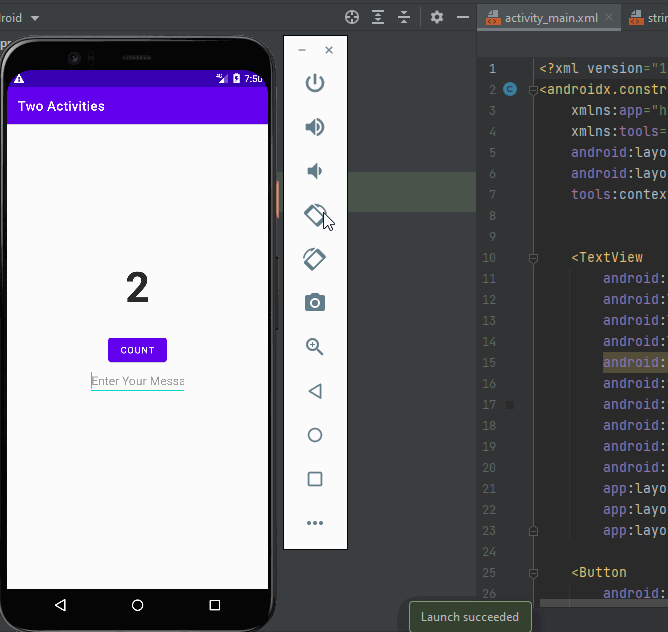 roid
activity_main.xml
strin
pr
7:50
Two Activities
2
COUNT
Enter Your Messa
1 <?xml version="1
2 <androidx.constr
3 xmlns:app="h
4 xmlns:tools=
5 android:layo
6 android:layo
7 tools:contex
8
9
10 <TextView
11 android:
12 android:
13 android:
14 android:
15 android:
16 android:
17 android:
18 android:
19 android:
20 android:
21 app:layo
22 app:layo
23 app:layo
24
25 <Button
26 android:
Launch succeeded